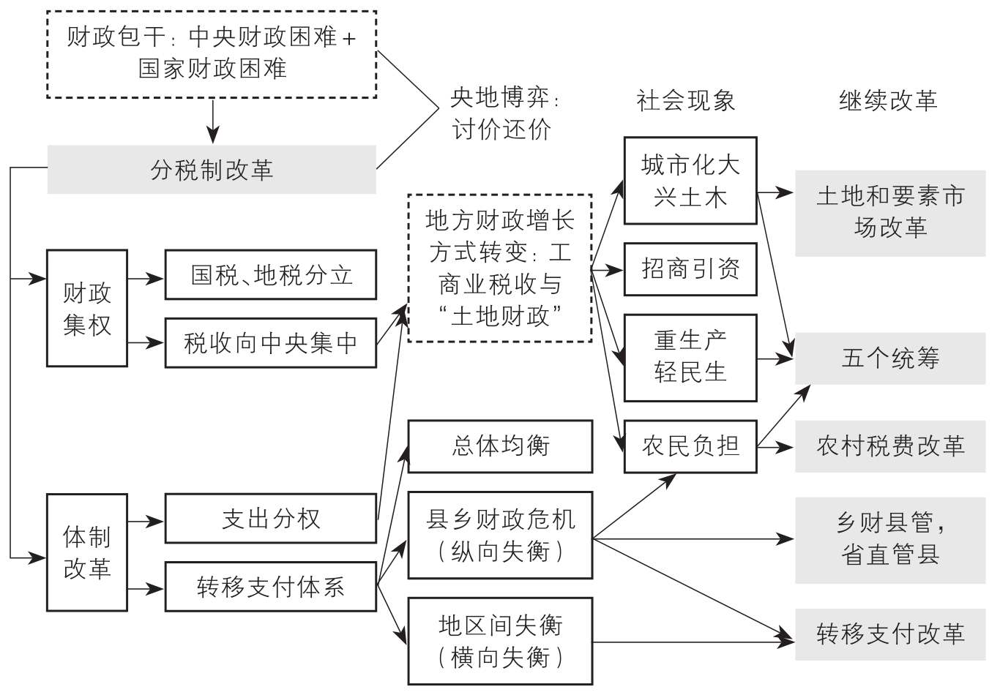 财政包干：中央财政困难+
国家财政困难
央地博弈：
讨价还价
社会现象
继续改革
分税制改革
城市化大
兴土木
土地和要素市
场改革
地方财政增长
方式转变：工
商业税收与
“土地财政”
财政
集权
国税、地税分立
税收向中央集中
招商引资
重生产
轻民生
五个统筹
总体均衡
农民负担
农村税费改革
体制
改革
支出分权
转移支付体系
县乡财政危机
（纵向失衡）
乡财县管，
省直管县
地区间失衡
（横向失衡）
转移支付改革